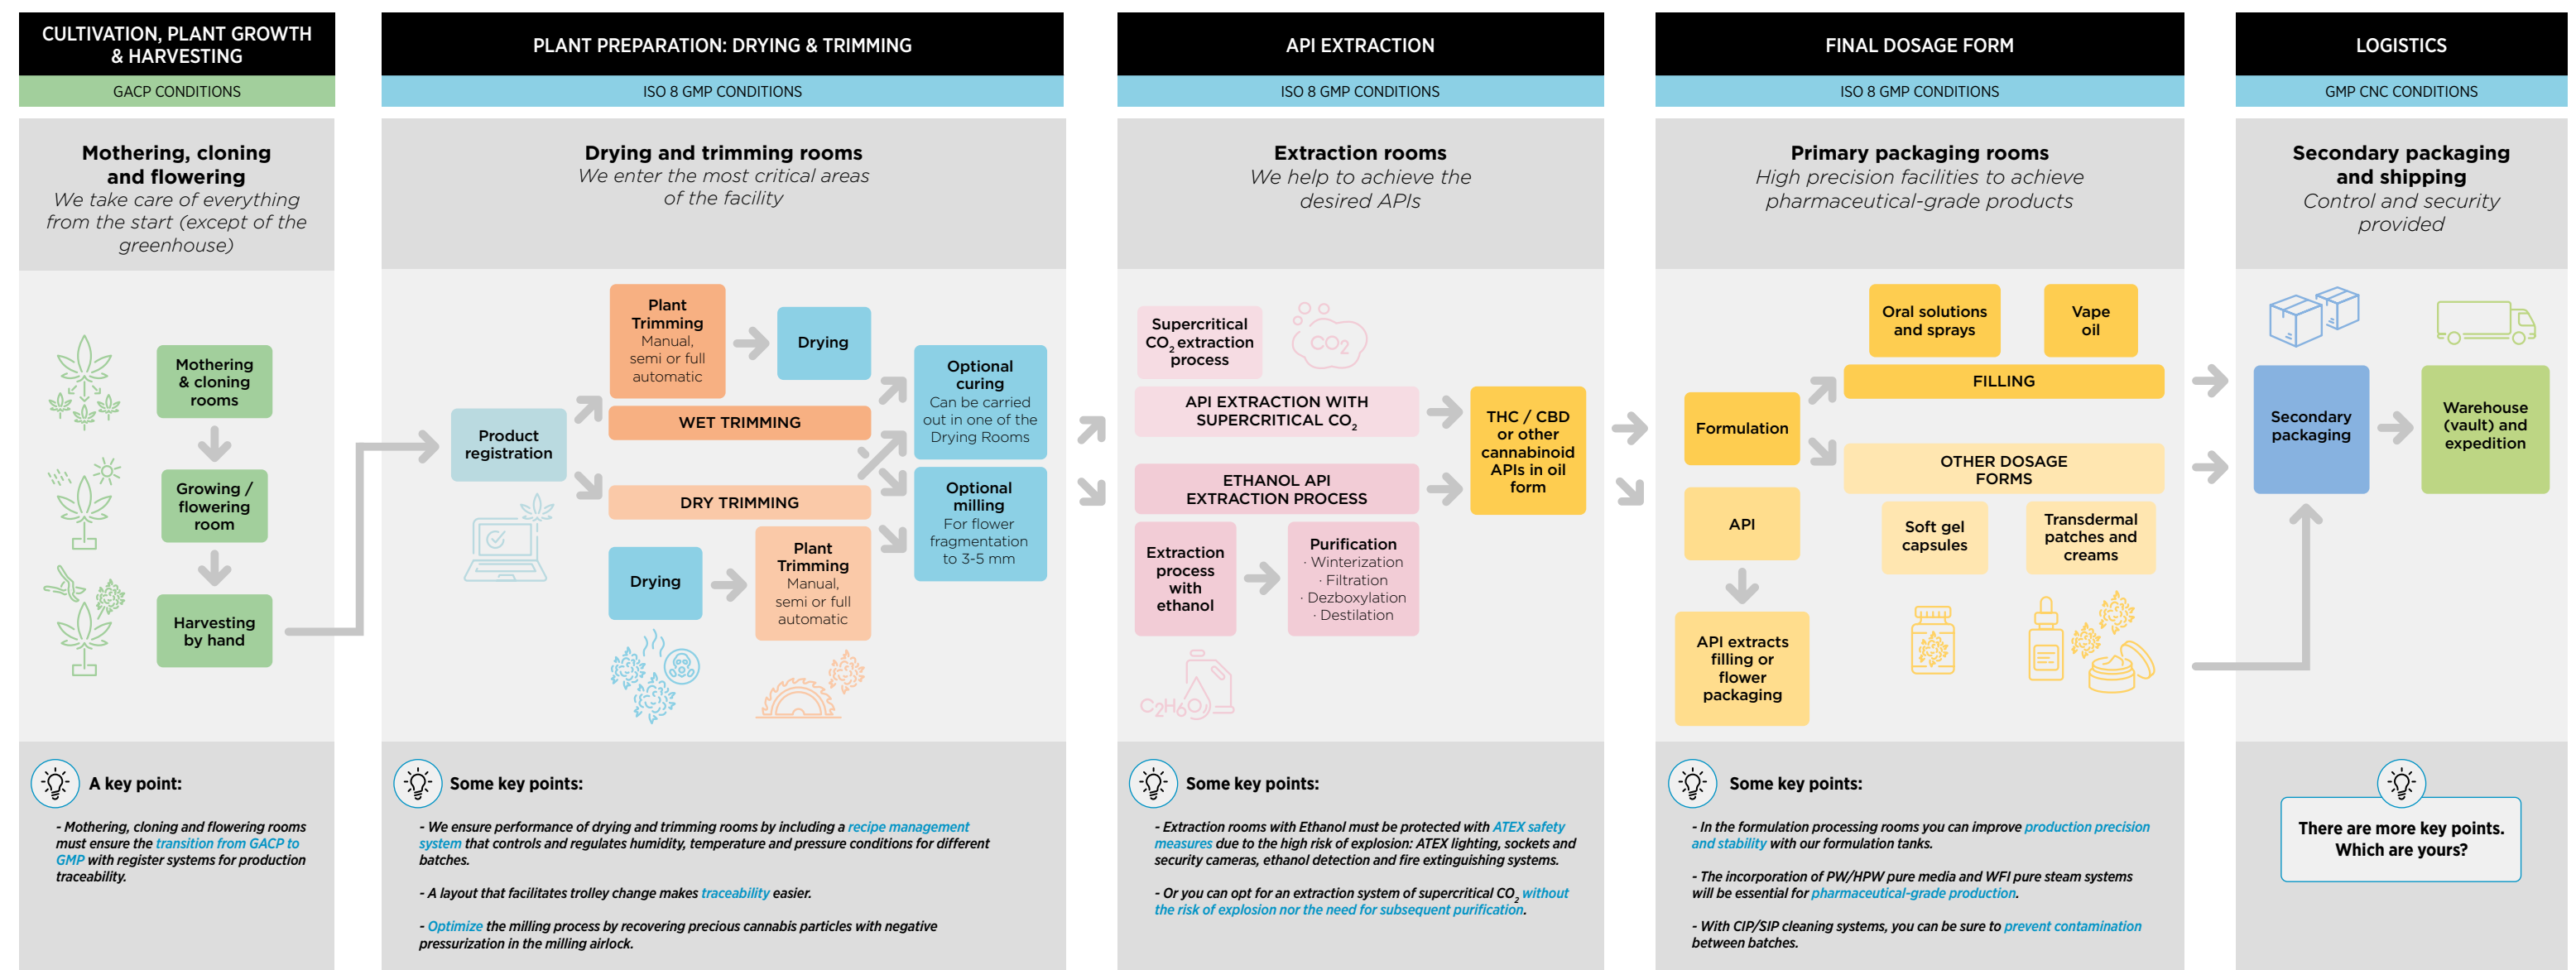 CULTIVATION, PLANT GROWTH
& HARVESTING
GACP CONDITIONS
Mothering, cloning
and flowering
We take care of everything
from the start (except of the
greenhouse)
Mothering
& cloning
rooms
Growing /
flowering
room
Harvesting
by hand
A key point:
- Mothering, cloning and flowering rooms
must ensure the transition from GACP to
GMP with register systems for production
traceability.
PLANT PREPARATION: DRYING & TRIMMING
ISO 8 GMP CONDITIONS
Drying and trimming rooms
We enter the most critical areas
of the facility
Product
registration
Plant
Trimming
Manual,
semi or full
automatic
Drying
WET TRIMMING
DRY TRIMMING
Drying
Plant
Trimming
Manual,
semi or full
automatic
Optional
curing
Can be carried
out in one of the
Drying Rooms
Optional
milling
For flower
fragmentation
to 3-5 mm
Some key points:
- We ensure performance of drying and trimming rooms by including a recipe management
system that controls and regulates humidity, temperature and pressure conditions for different
batches.
- A layout that facilitates trolley change makes traceability easier.
- Optimize the milling process by recovering precious cannabis particles with negative
pressurization in the milling airlock.
API EXTRACTION
ISO 8 GMP CONDITIONS
Extraction rooms
We help to achieve the
desired APIs
Supercritical
CO2 extraction
process
CO2
API EXTRACTION WITH
SUPERCRITICAL CO2
ETHANOL API
EXTRACTION PROCESS
Extraction
process
with
ethanol
Purification
· Winterization
· Filtration
· Dezboxylation
· Destilation
C2H6O
THC / CBD
or other
cannabinoid
APIs in oil
form
Some key points:
- Extraction rooms with Ethanol must be protected with ATEX safety
measures due to the high risk of explosion: ATEX lighting, sockets and
security cameras, ethanol detection and fire extinguishing systems.
- Or you can opt for an extraction system of supercritical CO2 without
the risk of explosion nor the need for subsequent purification.
FINAL DOSAGE FORM
ISO 8 GMP CONDITIONS
Primary packaging rooms
High precision facilities to achieve
pharmaceutical-grade products
Formulation
API
API extracts
filling or
flower
packaging
Oral solutions
and sprays
Vape
oil
FILLING
OTHER DOSAGE
FORMS
Soft gel
capsules
Transdermal
patches and
creams
Some key points:
- In the formulation processing rooms you can improve production precision
and stability with our formulation tanks.
- The incorporation of PW/HPW pure media and WFI pure steam systems
will be essential for pharmaceutical-grade production.
- With CIP/SIP cleaning systems, you can be sure to prevent contamination
between batches.
LOGISTICS
GMP CNC CONDITIONS
Secondary packaging
and shipping
Control and security
provided
Secondary
packaging
Warehouse
(vault) and
expedition
There are more key points.
Which are yours?